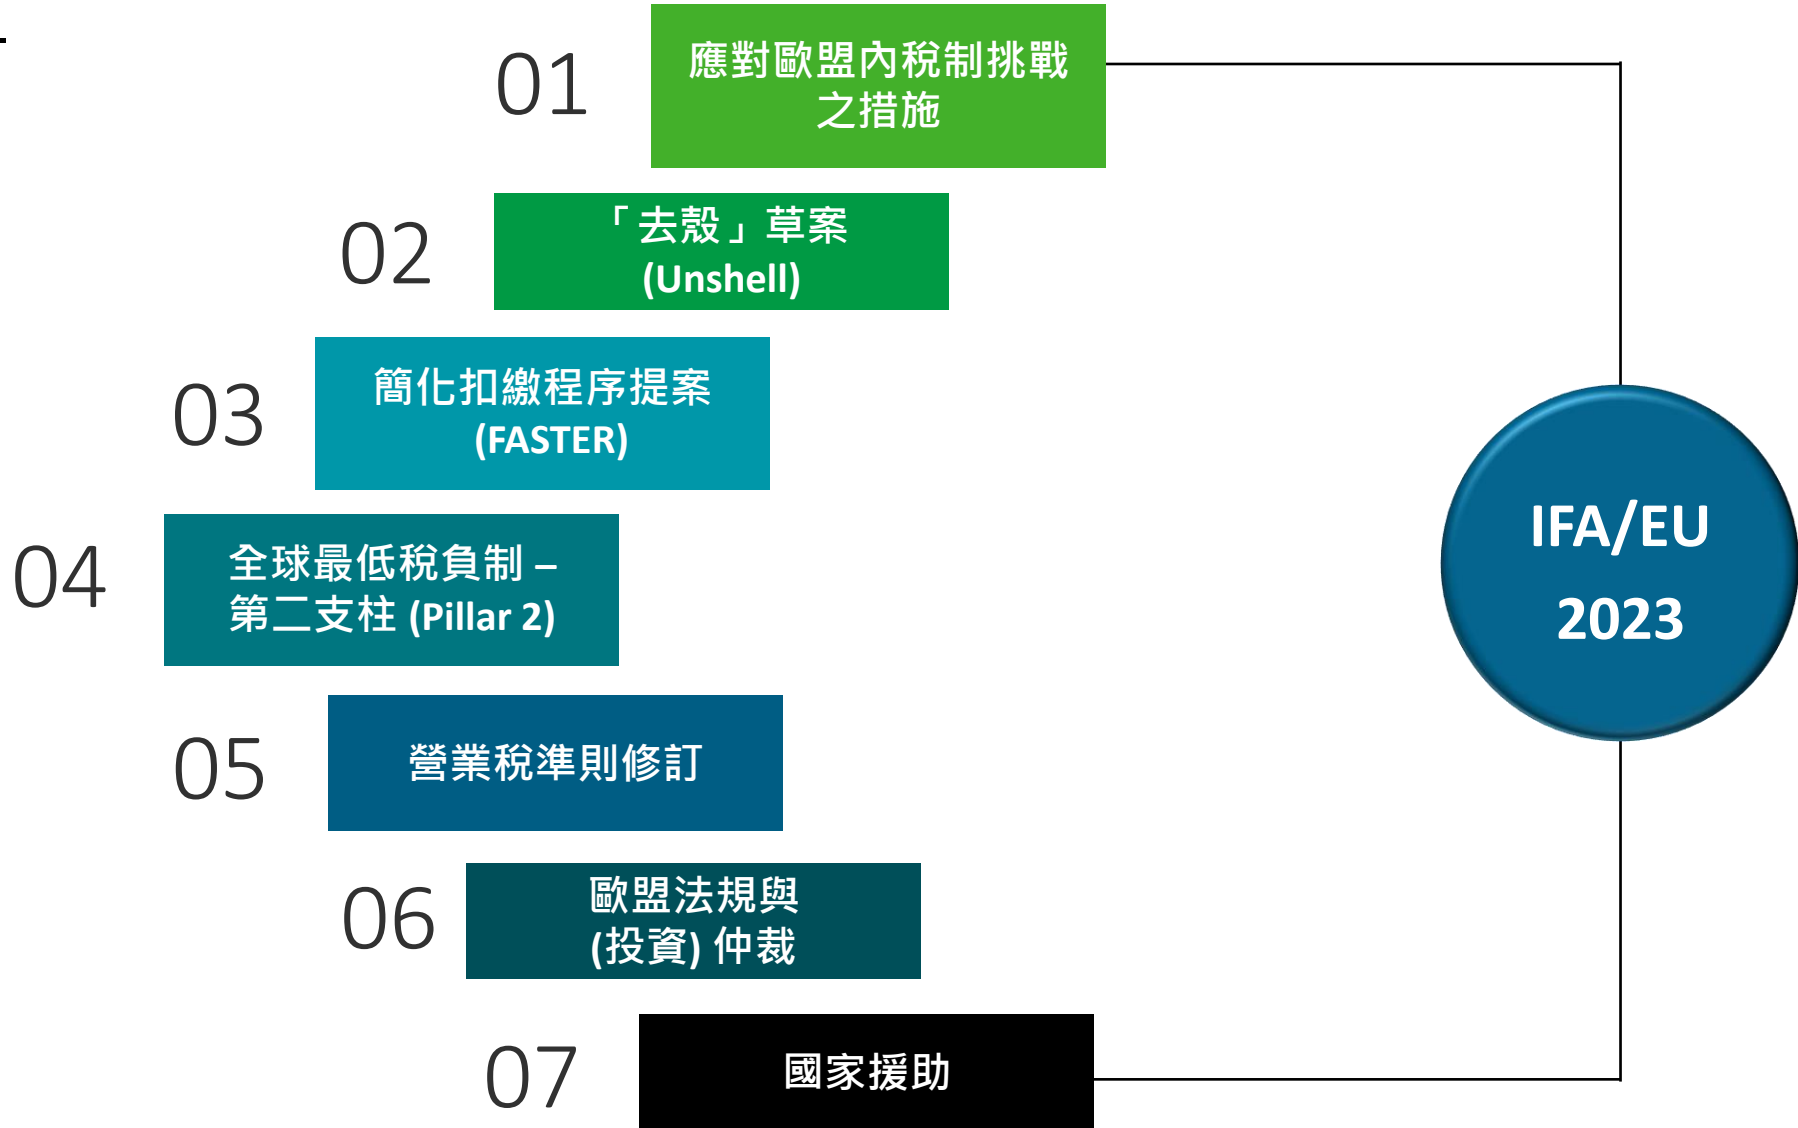 01
應對歐盟內稅制挑戰
之措施
02
「去殼」草案
(Unshell)
03
簡化扣繳程序提案
(FASTER)
04
全球最低稅負制 –
第二支柱 (Pillar 2)
05
營業稅準則修訂
06
歐盟法規與
(投資) 仲裁
07
國家援助
IFA/EU
2023